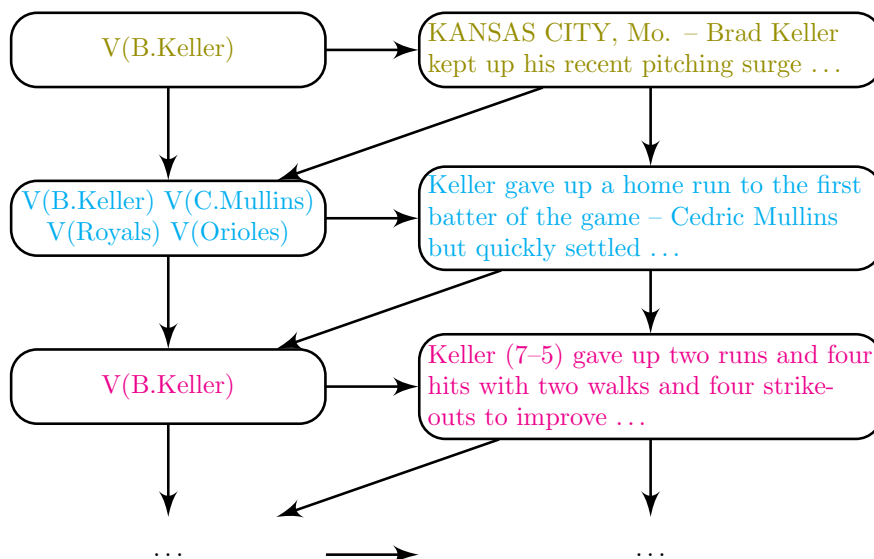 V(B.Keller)
KANSAS CITY, Mo. – Brad Keller
kept up his recent pitching surge ...
V(B.Keller) V(C.Mullins)
V(Royals) V(Orioles)
Keller gave up a home run to the first
batter of the game – Cedric Mullins
but quickly settled ...
V(B.Keller)
Keller (7–5) gave up two runs and four
hits with two walks and four strike-
outs to improve ...
...
...